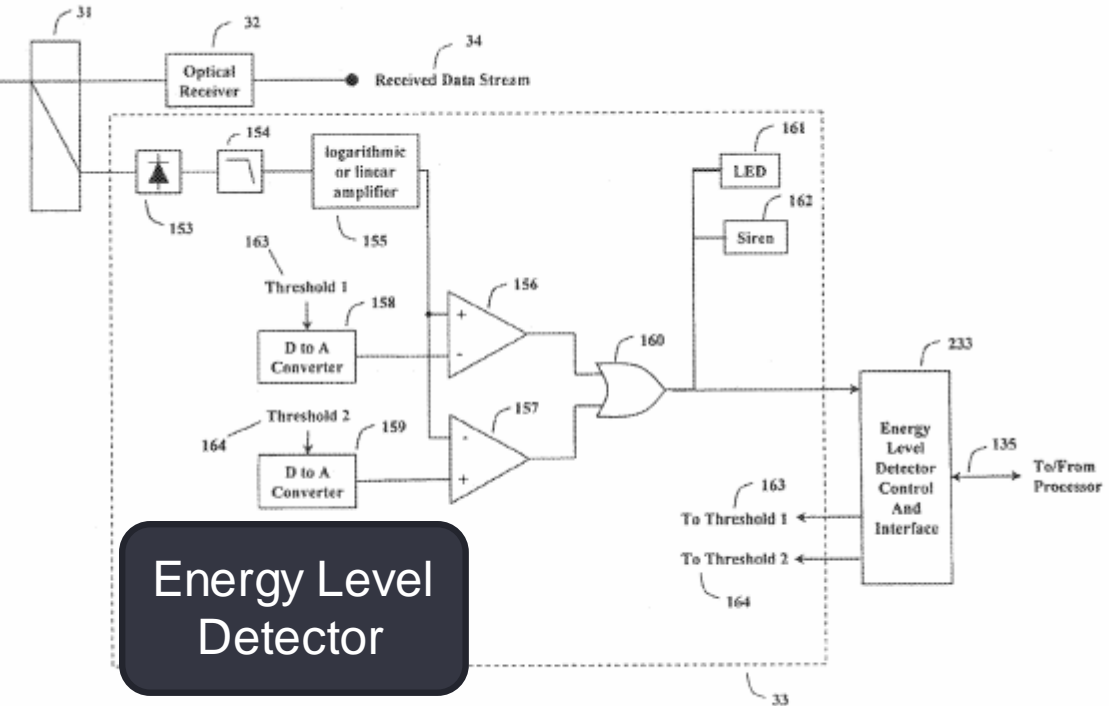 31
32
34
Optical
Receiver
Received Data Stream
154
161
logarithmic
or linear
amplifier
LED
153
155
162
Siren
163
Threshold 1
158
156
D to A
Converter
+
-
160
233
164
Threshold 2
159
157
D to A
Converter
-
+
Energy
Level
Detector
Control
And
Interface
135
To/From
Processor
163
To Threshold 1
To Threshold 2
164
Energy Level
Detector
33